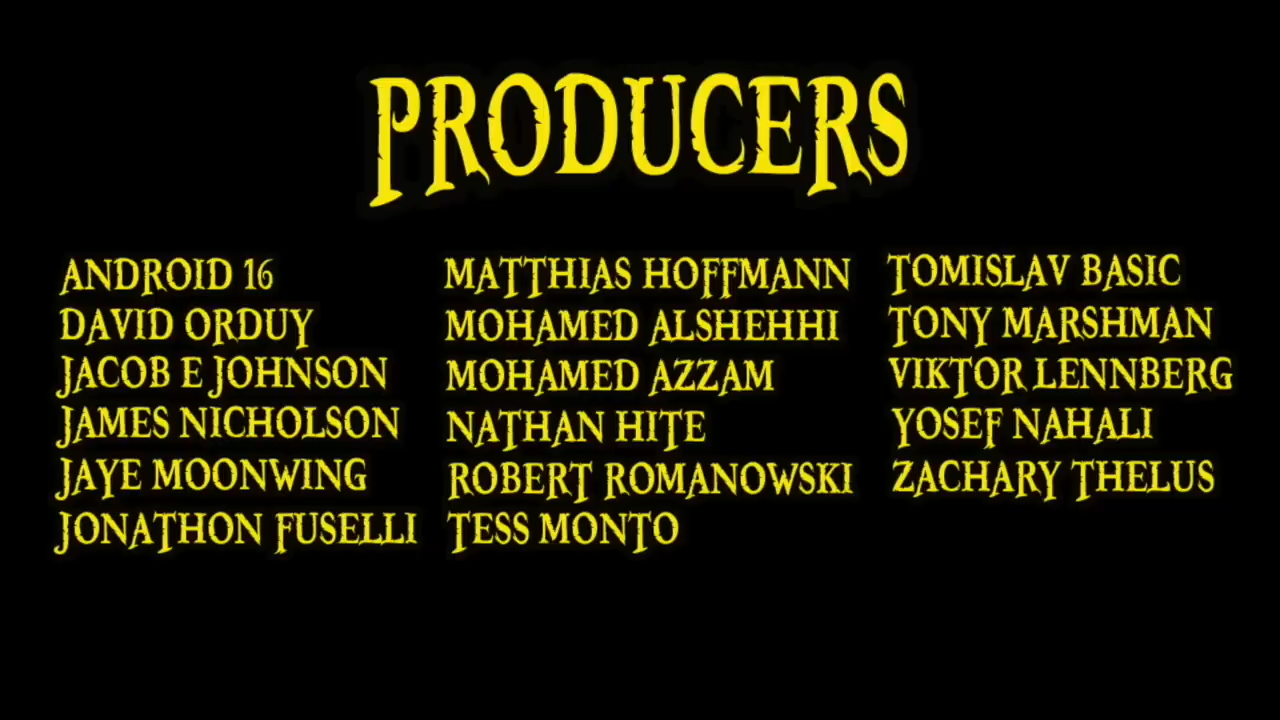 PRODUCERS
ANDROID 16
DAVID ORDUY
JACOB E JOHNSON
JAMES NICHOLSON
JAYE MOONWING
JONATHON FUSELLI
MATTHIAS HOFFMANN
MOHAMED ALSHEHHI
MOHAMED AZZAM
NATHAN HITE
ROBERT ROMANOWSKI
TESS MONTO
TOMISLAV BASIC
TONY MARSHMAN
VIKTOR LENNBERG
YOSEF NAHALI
ZACHARY THELUS